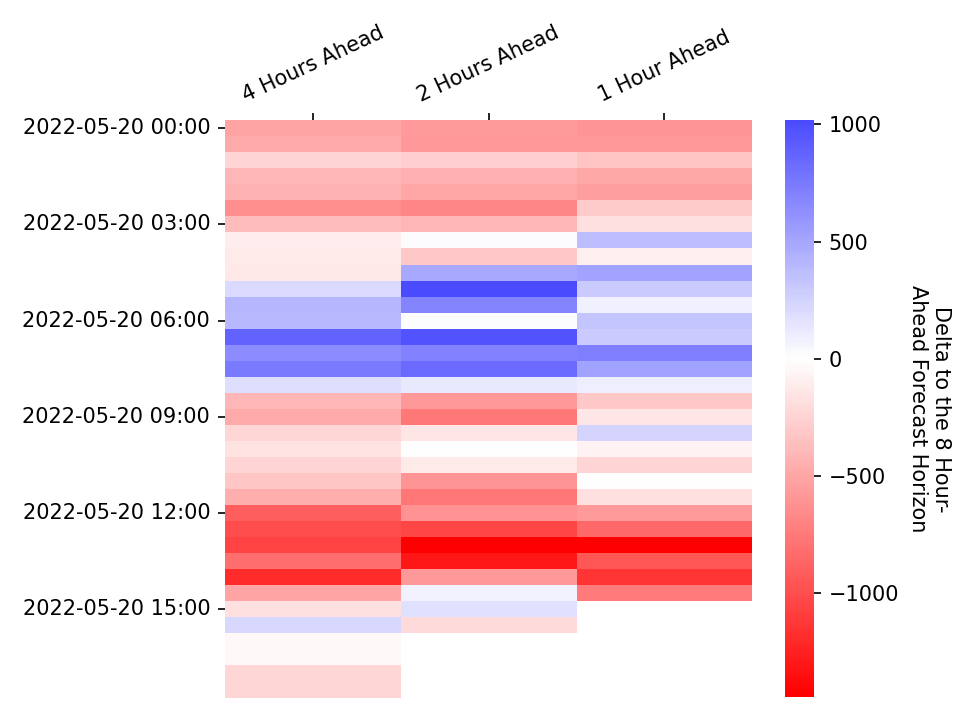 4 Hours Ahead
2 Hours Ahead
1 Hour Ahead
2022-05-20 00:00
2022-05-20 03:00
2022-05-20 06:00
2022-05-20 09:00
2022-05-20 12:00
2022-05-20 15:00
1000
500
0
−500
−1000
Delta to the 8 Hour-
Ahead Forecast Horizon